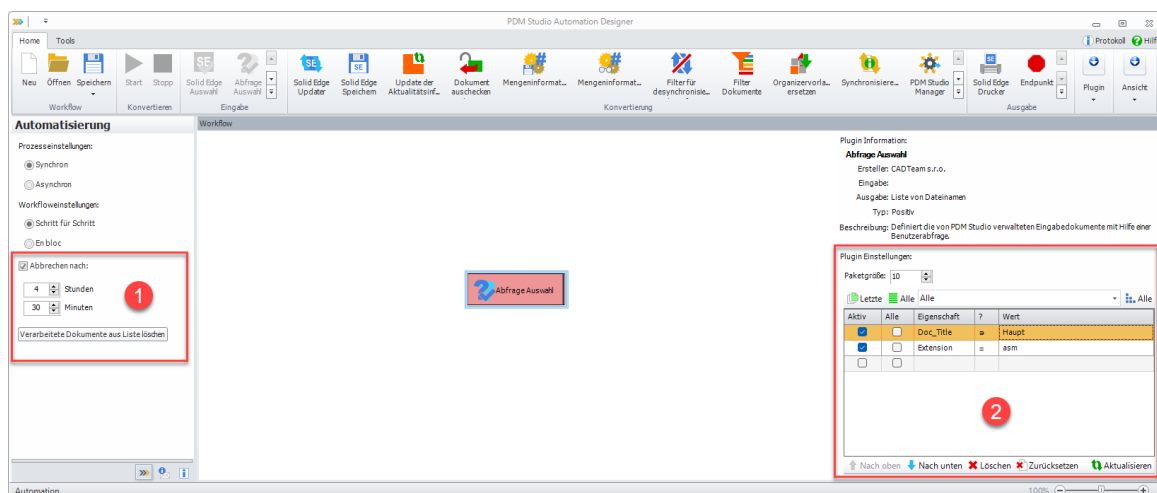 PDM Studio Automation Designer
Home Tools
Protokoll Hilf
Neu Öffnen Speichern Start Stopp Solid Edge Auswahl Abfrage Auswahl Solid Edge Updater Solid Edge Speichern Update der Aktualitätsinf... Dokument auschecken Mengeninformat... Mengeninformat... Filter für desynchronisie... Filter Dokumente Organizervorla... ersetzen Synchronisiere... PDM Studio Manager Solid Edge Drucker Endpunkt Plugin Ansicht
Workflow Konvertieren Eingabe Konvertierung Ausgabe
Automatisierung
Workflow
Prozesseinstellungen:
Synchron
Asynchron
Workfloweinstellungen:
Schritt für Schritt
En bloc
Abbrechen nach:
4 Stunden
30 Minuten
1
Verarbeitete Dokumente aus Liste löschen
Abfrage Auswahl
Plugin Information:
Abfrage Auswahl
Ersteller: CADTeam s.r.o.
Eingabe:
Ausgabe: Liste von Dateinamen
Typ: Positiv
Beschreibung: Definiert die von PDM Studio verwalteten Eingabedokumente mit Hilfe einer
Benutzerabfrage.
Plugin Einstellungen:
Paketgröße: 10
Letzte Alle Alle Alle
Aktiv Alle Eigenschaft ? Wert
Doc_Title Haupt
Extension = asm
2
Nach oben Nach unten Löschen Zurücksetzen Aktualisieren
Automation
100%